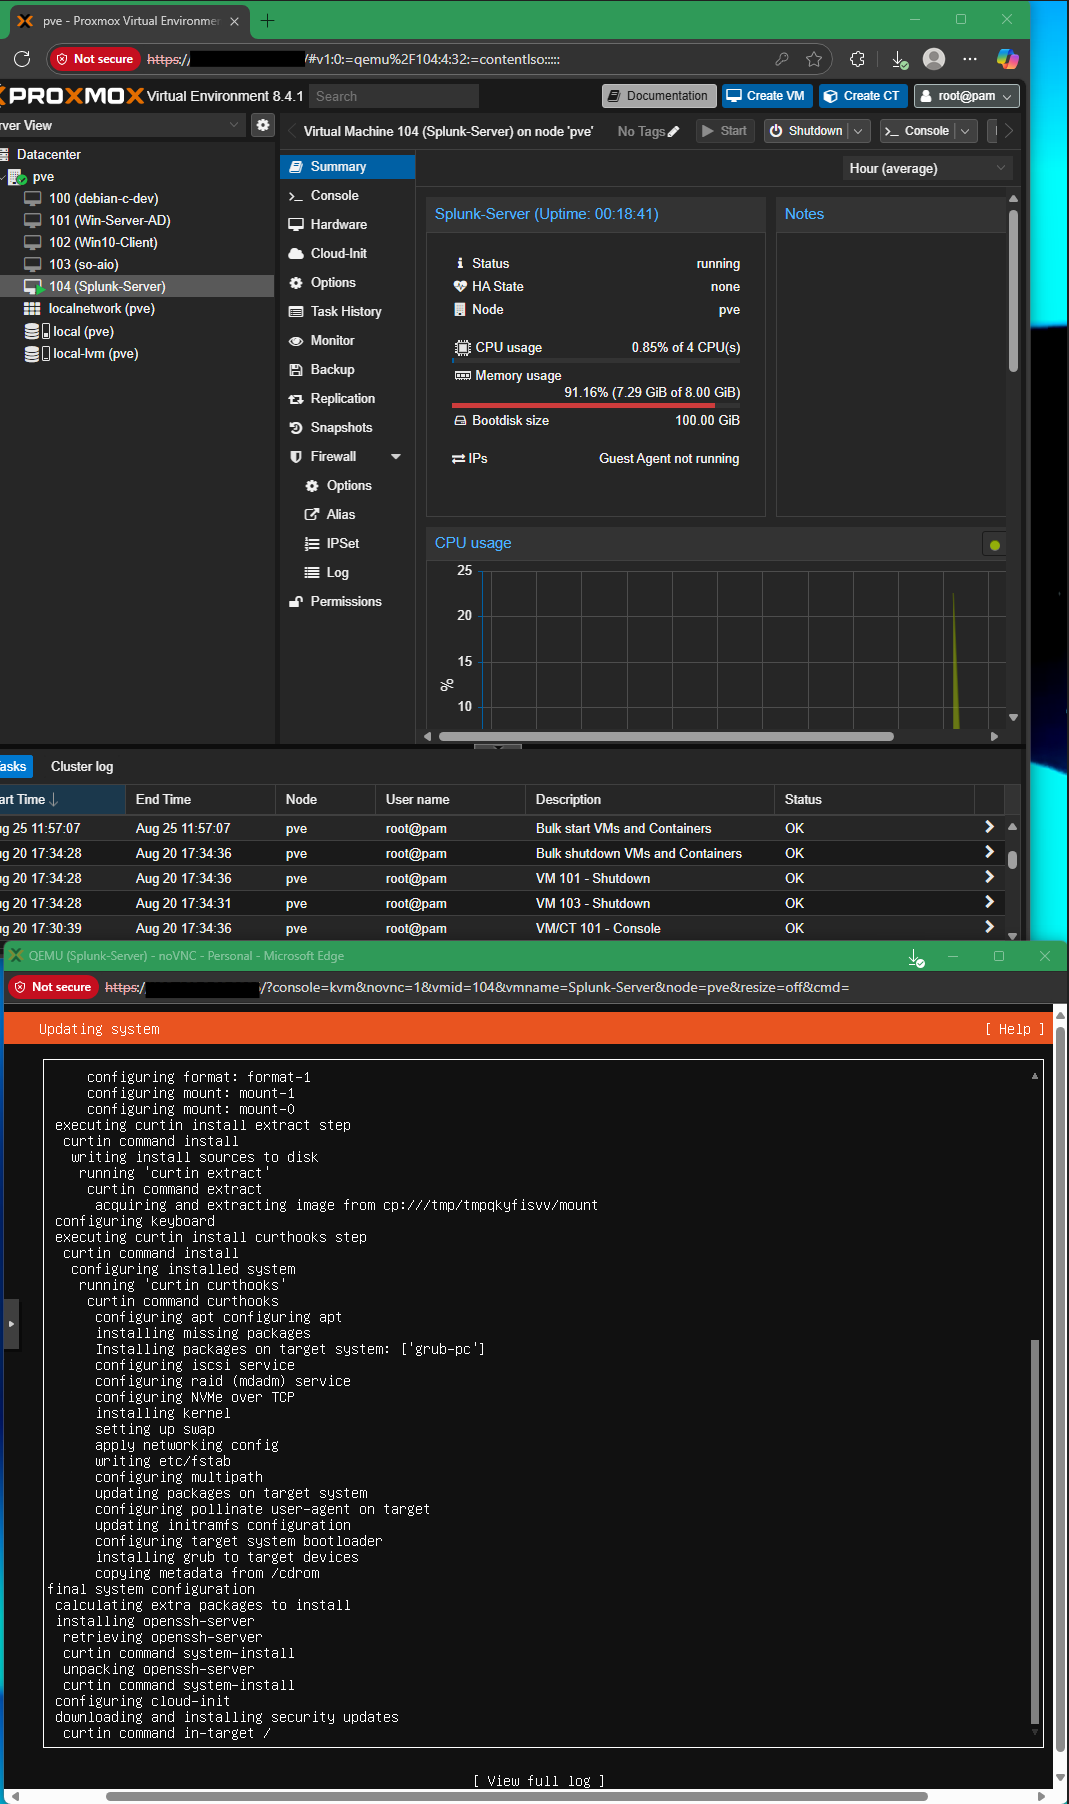 pve - Proxmox Virtual Environme
Not secure https:/ /#v1:0:=qemu%2F104:4:32:=contentIso:::::
PROXMOX Virtual Environment 8.4.1 Search Documentation Create VM Create CT root@pam
rver View
Virtual Machine 104 (Splunk-Server) on node 'pve' No Tags Start Shutdown Console
Datacenter
pve
100 (debian-c-dev)
101 (Win-Server-AD)
102 (Win10-Client)
103 (so-aio)
104 (Splunk-Server)
localnetwork (pve)
local (pve)
local-lvm (pve)
Summary
Console
Hardware
Cloud-Init
Options
Task History
Monitor
Backup
Replication
Snapshots
Firewall
Options
Alias
IPSet
Log
Permissions
Hour (average)
Splunk-Server (Uptime: 00:18:41)
Status running
HA State none
Node pve
CPU usage 0.85% of 4 CPU(s)
Memory usage
91.16% (7.29 GiB of 8.00 GiB)
Bootdisk size 100.00 GiB
IPs Guest Agent not running
Notes
CPU usage
25
20
15
10
%
asks Cluster log
art Time End Time Node User name Description Status
ug 25 11:57:07 Aug 25 11:57:07 pve root@pam Bulk start VMs and Containers OK
ug 20 17:34:28 Aug 20 17:34:36 pve root@pam Bulk shutdown VMs and Containers OK
ug 20 17:34:28 Aug 20 17:34:36 pve root@pam VM 101 - Shutdown OK
ug 20 17:34:28 Aug 20 17:34:31 pve root@pam VM 103 - Shutdown OK
ug 20 17:30:39 Aug 20 17:34:36 pve root@pam VM/CT 101 - Console OK
QEMU (Splunk-Server) - noVNC - Personal - Microsoft Edge
Not secure https:/ /?console=kvm&novnc=1&vmid=104&vmname=Splunk-Server&node=pve&resize=off&cmd=
Updating system [ Help ]
configuring format: format-1
configuring mount: mount-1
configuring mount: mount-0
executing curtin install extract step
curtin command install
writing install sources to disk
running 'curtin extract'
curtin command extract
acquiring and extracting image from cp:///tmp/tmpqkyfisvv/mount
configuring keyboard
executing curtin install curthooks step
curtin command install
configuring installed system
running 'curtin curthooks'
curtin command curthooks
configuring apt configuring apt
installing missing packages
Installing packages on target system: ['grub-pc']
configuring iscsi service
configuring raid (mdadm) service
configuring NVMe over TCP
installing kernel
setting up swap
apply networking config
writing etc/fstab
configuring multipath
updating packages on target system
configuring pollinate user-agent on target
updating initramfs configuration
configuring target system bootloader
installing grub to target devices
copying metadata from /cdrom
final system configuration
calculating extra packages to install
installing openssh-server
retrieving openssh-server
curtin command system-install
unpacking openssh-server
curtin command system-install
configuring cloud-init
downloading and installing security updates
curtin command in-target /
[ View full log ]